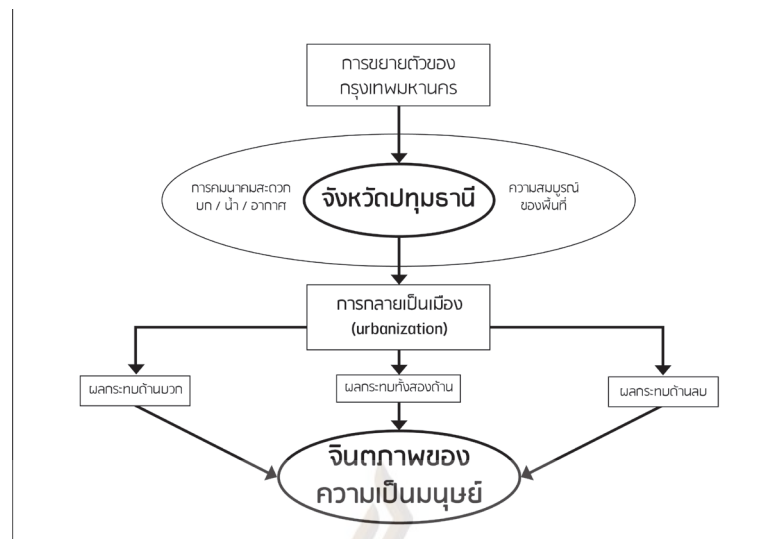 การขยายตัวของ
กรุงเทพมหานคร
การคมนาคมสะดวก
บก / น้ำ / อากาศ
จังหวัดปทุมธานี
ความสมบูรณ์
ของพื้นที่
การกลายเป็นเมือง
(urbanization)
ผลกระทบด้านบวก
ผลกระทบทั้งสองด้าน
ผลกระทบด้านลบ
จินตภาพของ
ความเป็นมนุษย์